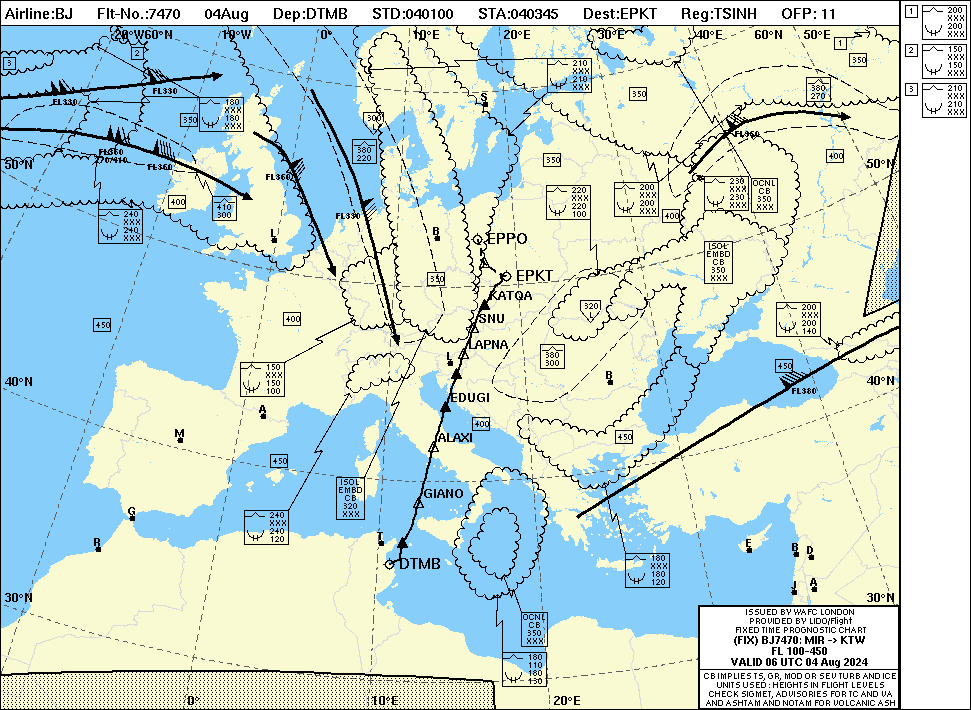 Airline:BJ Flt-No.:7470 04Aug Dep:DTMB STD:040100 STA:040345 Dest:EPKT Reg:TSINH OFP: 11
20°W60°N 10°W 0° 10°E 20°E 30°E 40°E 60°N 50°E
1 200 XXX 200 XXX
2 150 XXX 150 XXX
3 210 XXX 210 XXX
3
2
1
350
FL330
FL330
180 XXX 180 XXX
350
300 L
380 220
210 XXX 210 XXX
S
350
380 270
FL360
FL360 270/410
FL360
FL360
350
400
50°N
50°N
400
410 300
240 XXX 240 XXX
L
FL330
220 XXX 220 100
200 XXX 200 XXX
400
230 XXX 230 XXX
OCNL CB 350 XXX
B
EPPO
ISOL EMBD CB 350 XXX
350
EPKT
KATQA
SNU
LAPNA
320 L
200 XXX 200 140
450
400
L
380 300
450
FL380
40°N
40°N
150 XXX 150 100
B
EDUGI
A
M
ALAXI
400
450
450
ISOL EMBD CB 320 XXX
GIANO
240 XXX 240 120
G
R
T
DTMB
E
B
D
J
A
180 XXX 180 120
30°N
30°N
OCNL CB 350 XXX
180 110 180 130
ISSUED BY WAFC LONDON
PROVIDED BY LIDO/Flight
FIXED TIME PROGNOSTIC CHART
(FIX) BJ7470: MIR -> KTW
FL 100-450
VALID 06 UTC 04 Aug 2024
CB IMPLIES TS, GR, MOD OR SEV TURB AND ICE
UNITS USED : HEIGHTS IN FLIGHT LEVELS
CHECK SIGMET, ADVISORIES FOR TC AND VA
AND ASHTAM AND NOTAM FOR VOLCANIC ASH
0° 10°E 20°E